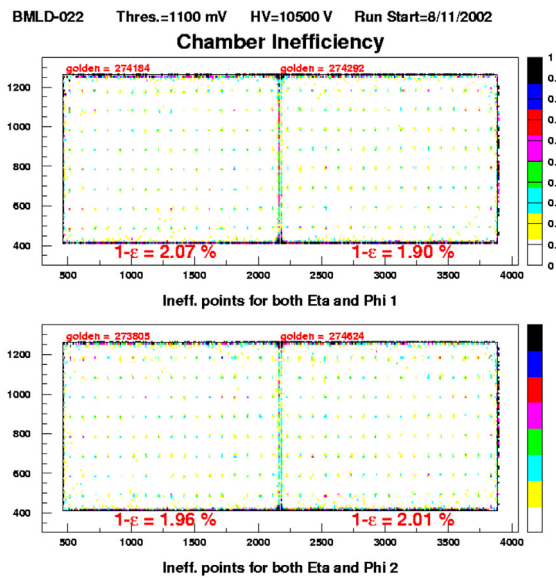 BMLD-022 Thres.=1100 mV HV=10500 V Run Start=8/11/2002
Chamber Inefficiency
golden = 274184 golden = 274292
1200
1000
800
600
400
1
0
1-ε = 2.07 % 1-ε = 1.90 %
500 1000 1500 2000 2500 3000 3500 4000
Ineff. points for both Eta and Phi 1
golden = 273805 golden = 274624
1200
1000
800
600
400
1-ε = 1.96 % 1-ε = 2.01 %
500 1000 1500 2000 2500 3000 3500 4000
Ineff. points for both Eta and Phi 2